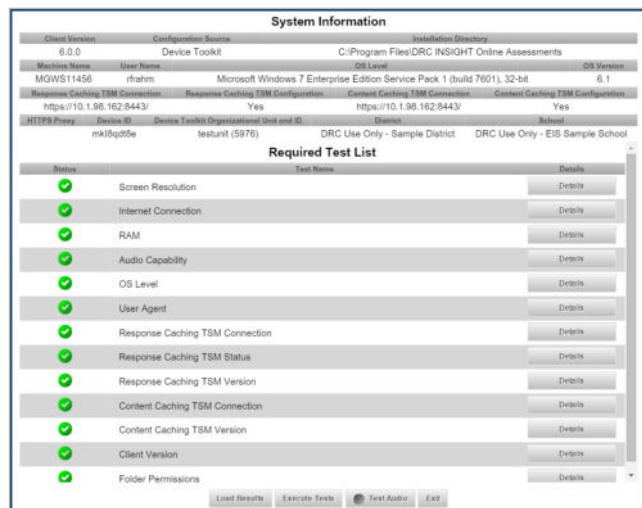 System Information
Client Version Configuration Source Installation Directory
6.0.0 Device Toolkit C:\Program Files\DRC INSIGHT Online Assessments
Machine Name User Name OS Level OS Version
MGWS11456 rfrahm Microsoft Windows 7 Enterprise Edition Service Pack 1 (build 7601), 32-bit 6.1
Response Caching TSM Connection Response Caching TSM Configuration Content Caching TSM Connection Content Caching TSM Configuration
https://10.1.98.162:8443/ Yes https://10.1.98.162:8443/ Yes
HTTPS Proxy Device ID Device Toolkit Organizational Unit and ID District School
mkl8qdt8e testunit (5976) DRC Use Only - Sample District DRC Use Only - EIS Sample School
Required Test List
Status Test Name Details
Screen Resolution Details
Internet Connection Details
RAM Details
Audio Capability Details
OS Level Details
User Agent Details
Response Caching TSM Connection Details
Response Caching TSM Status Details
Response Caching TSM Version Details
Content Caching TSM Connection Details
Content Caching TSM Version Details
Client Version Details
Folder Permissions Details
Load Results Execute Tests Test Audio Exit